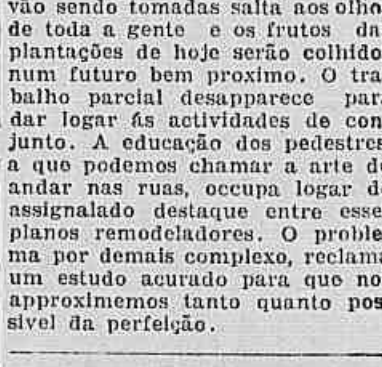 vão sendo tomadas salta aos olho
de toda a gente e os frutos da
plantações de hoje serão colhido
num futuro bem proximo. O tra
balho parcial desapparece par
dar logar ás actividades de con
junto. A educação dos pedestres
a que podemos chamar a arte d
andar nas ruas, occupa logar d
assignalado destaque entre esse
planos remodeladores. O proble
ma por demais complexo, reclama
um estudo acurado para que no
approximemos tanto quanto pos
sivel da perfeição.